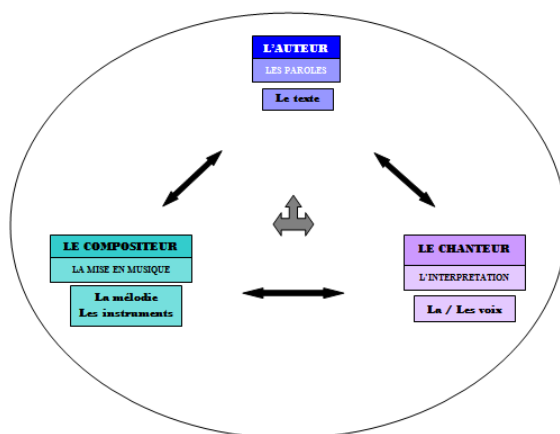 L'AUTEUR
LES PAROLES
Le texte
LE COMPOSITEUR
LA MISE EN MUSIQUE
La mélodie
Les instruments
LE CHANTEUR
L'INTERPRETATION
La / Les voix